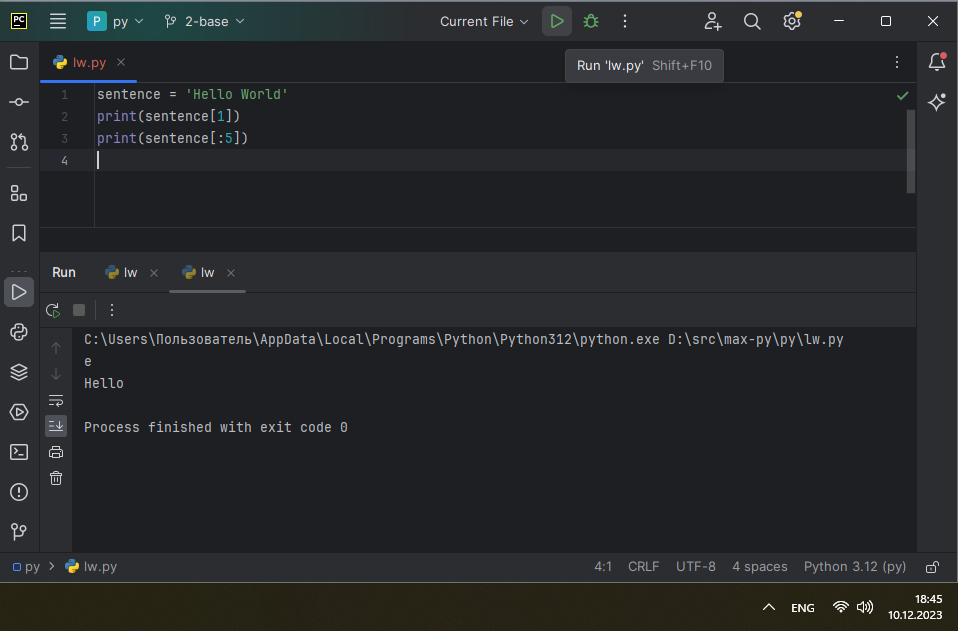 PC
P py 2-base Current File
lw.py
Run 'lw.py' Shift+F10
1 sentence = 'Hello World'
2 print(sentence[1])
3 print(sentence[:5])
4
Run lw lw
C:\Users\Пользователь\AppData\Local\Programs\Python\Python312\python.exe D:\src\max-py\py\lw.py
e
Hello
Process finished with exit code 0
py lw.py 4:1 CRLF UTF-8 4 spaces Python 3.12 (py)
ENG 18:45
10.12.2023